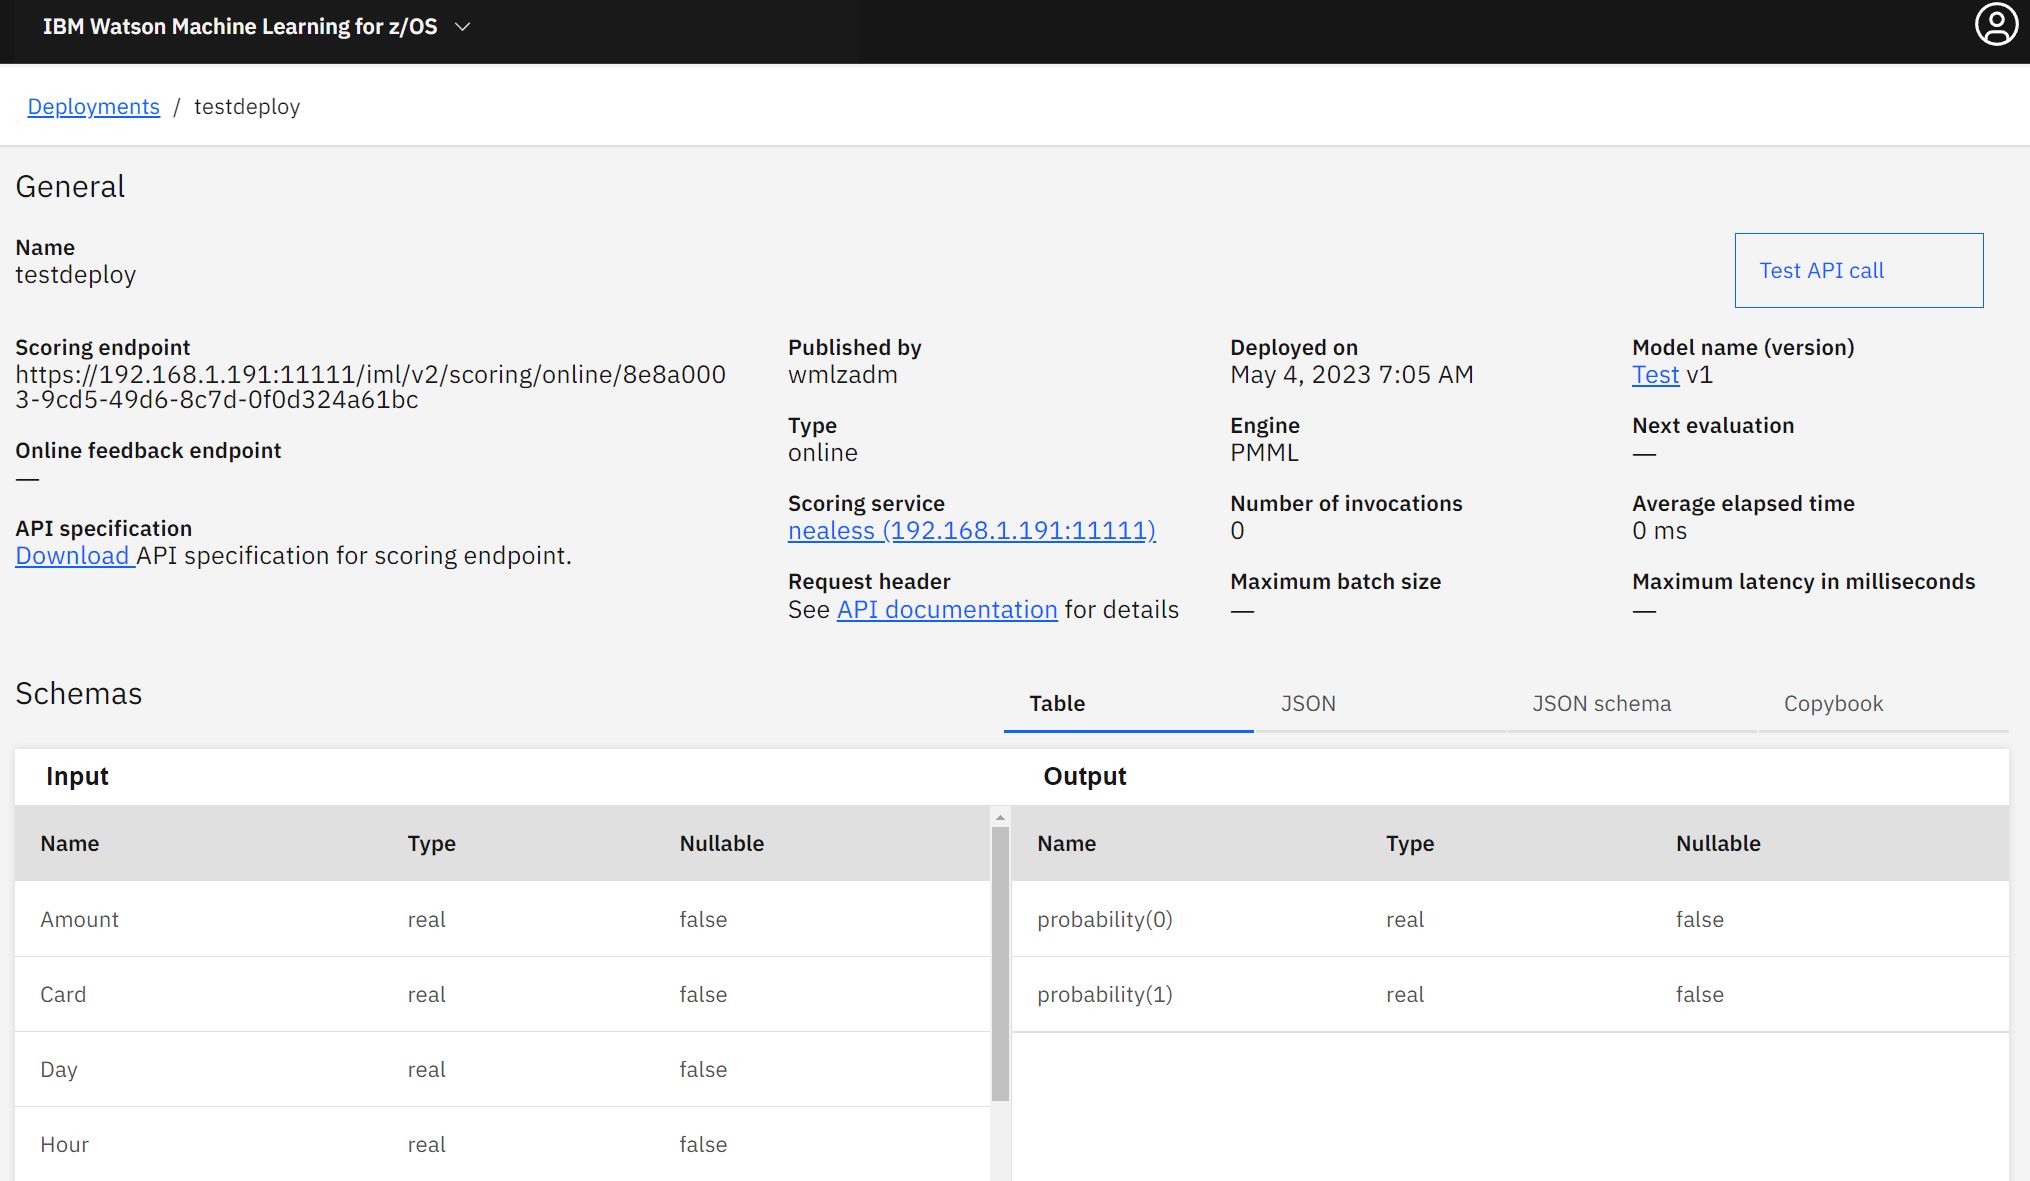 IBM Watson Machine Learning for z/OS
Deployments / testdeploy
General
Name
testdeploy
Test API call
Scoring endpoint
https://192.168.1.191:11111/iml/v2/scoring/online/8e8a000
3-9cd5-49d6-8c7d-0f0d324a61bc
Online feedback endpoint
—
API specification
Download API specification for scoring endpoint.
Published by
wmlzadm
Type
online
Scoring service
nealess (192.168.1.191:11111)
Request header
See API documentation for details
Deployed on
May 4, 2023 7:05 AM
Engine
PMML
Number of invocations
0
Maximum batch size
—
Model name (version)
Test v1
Next evaluation
—
Average elapsed time
0 ms
Maximum latency in milliseconds
—
Schemas
Table JSON JSON schema Copybook
Input
Name Type Nullable
Amount real false
Card real false
Day real false
Hour real false
Output
Name Type Nullable
probability(0) real false
probability(1) real false